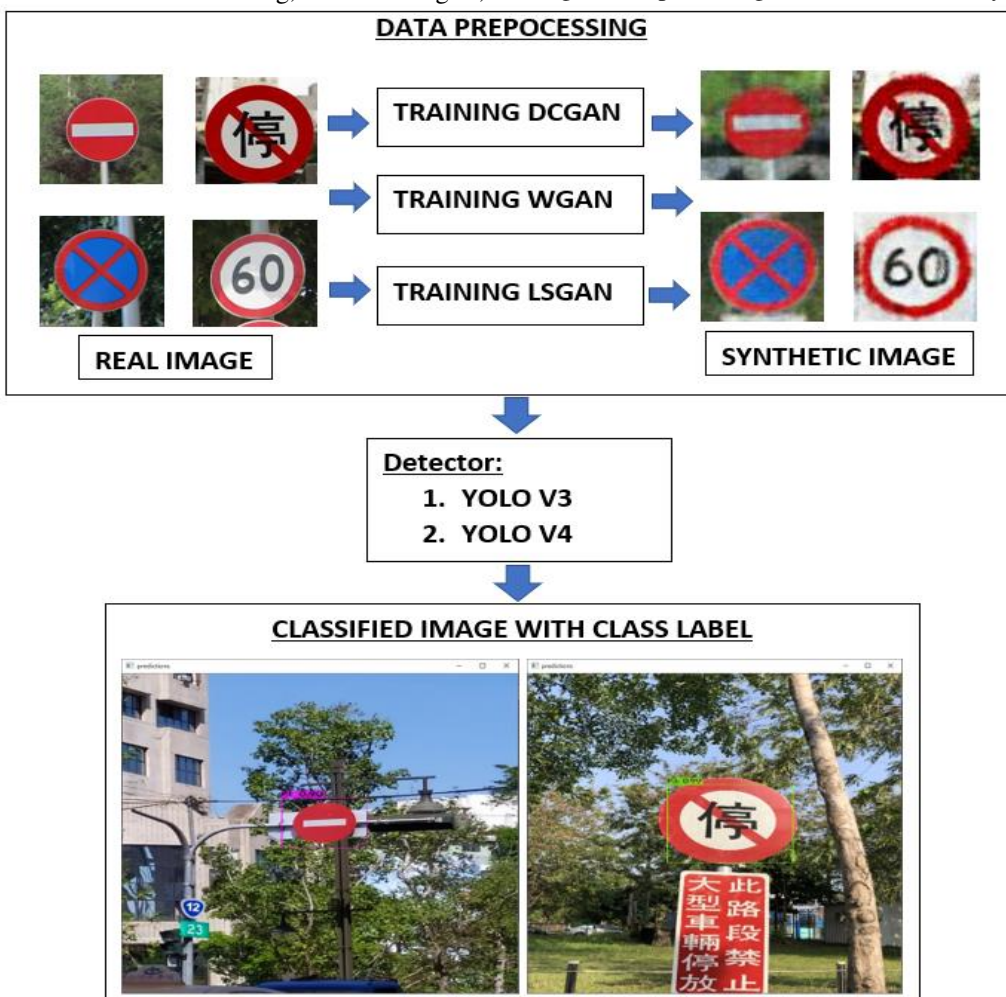 DATA PREPOCESSING
停
60
TRAINING DCGAN
TRAINING WGAN
TRAINING LSGAN
停
60
REAL IMAGE
SYNTHETIC IMAGE
Detector:
1. YOLO V3
2. YOLO V4
CLASSIFIED IMAGE WITH CLASS LABEL
predictions
12
23
predictions
停
此路段禁止
大型車輛停放